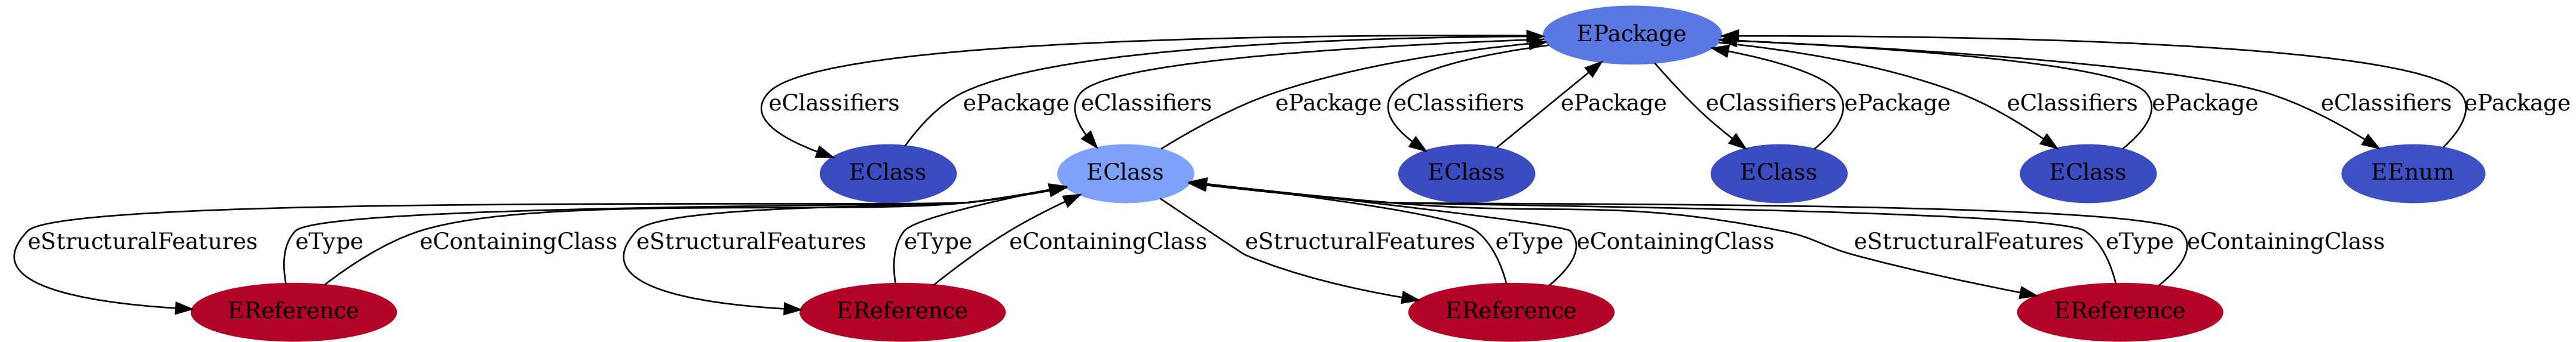 EPackage
eClassifiers ePackage eClassifiers ePackage eClassifiers ePackage eClassifiers ePackage eClassifiers ePackage eClassifiers ePackage
EClass EClass EClass EClass EClass EEnum
eStructuralFeatures eType eContainingClass eStructuralFeatures eType eContainingClass eStructuralFeatures eType eContainingClass eStructuralFeatures eType eContainingClass
EReference EReference EReference EReference